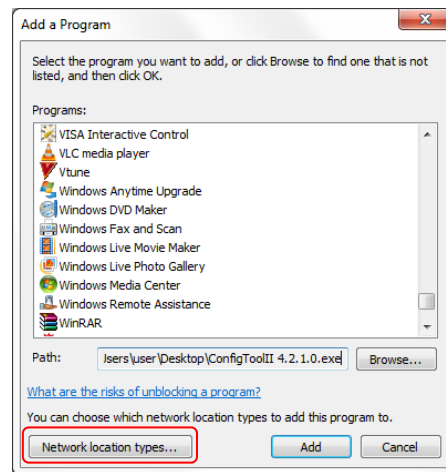 Add a Program
Select the program you want to add, or click Browse to find one that is not
listed, and then click OK.
Programs:
VISA Interactive Control
VLC media player
Vtune
Windows Anytime Upgrade
Windows DVD Maker
Windows Fax and Scan
Windows Live Movie Maker
Windows Live Photo Gallery
Windows Media Center
Windows Remote Assistance
WinRAR
Path: Jsers\user\Desktop\ConfigToolII 4.2.1.0.exe Browse...
What are the risks of unblocking a program?
You can choose which network location types to add this program to.
Network location types... Add Cancel